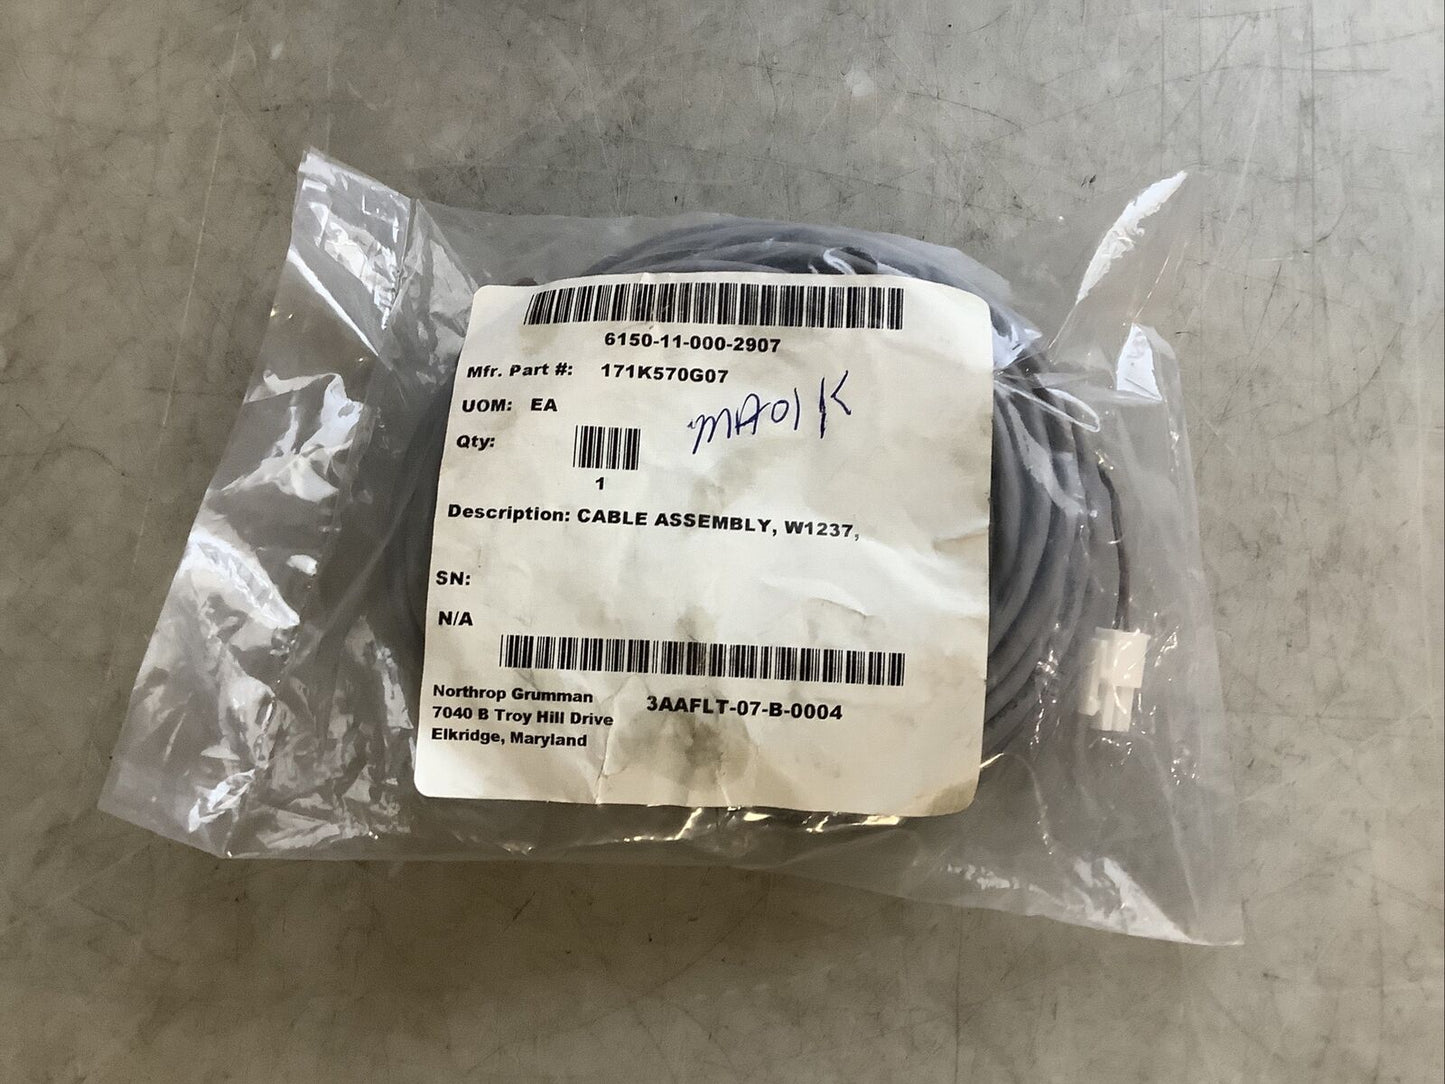 6150-11-000-2907
Mfr. Part #: 171K570G07
UOM: EA
MA01K
Qty:
1
Description: CABLE ASSEMBLY, W1237,
SN:
N/A
Northrop Grumman
7040 B Troy Hill Drive
Elkridge, Maryland
3AAFLT-07-B-0004